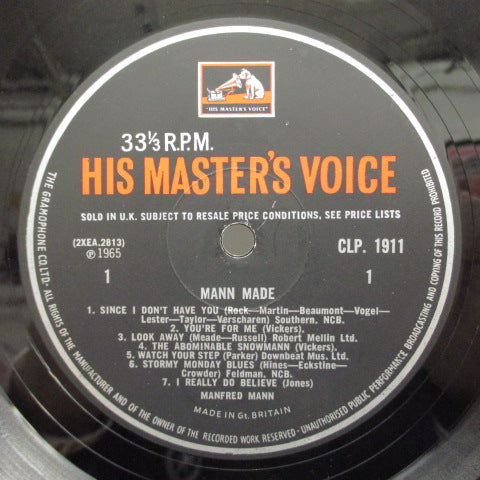 "HIS MASTER'S VOICE"
33⅓ R.P.M.
HIS MASTER'S VOICE
SOLD IN U.K. SUBJECT TO RESALE PRICE CONDITIONS, SEE PRICE LISTS
(2XEA.2813)
℗ 1965
CLP. 1911
1
1
MANN MADE
1. SINCE I DON'T HAVE YOU (Rock—Martin—Beaumont—Vogel—
Lester—Taylor—Verscharen) Southern. NCB.
2. YOU'RE FOR ME (Vickers).
3. LOOK AWAY (Meade—Russell) Robert Mellin Ltd.
4. THE ABOMINABLE SNOWMANN (Vickers).
5. WATCH YOUR STEP (Parker) Downbeat Mus. Ltd.
6. STORMY MONDAY BLUES (Hines—Eckstine—
Crowder) Feldman. NCB.
7. I REALLY DO BELIEVE (Jones)
MANFRED MANN
MADE IN Gt. BRITAIN
THE GRAMOPHONE CO. LTD· ALL RIGHTS OF THE MANUFACTURER AND OF THE OWNER OF THE RECORDED WORK RESERVED · UNAUTHORISED PUBLIC PERFORMANCE BROADCASTING AND COPYING OF THIS RECORD PROHIBITED